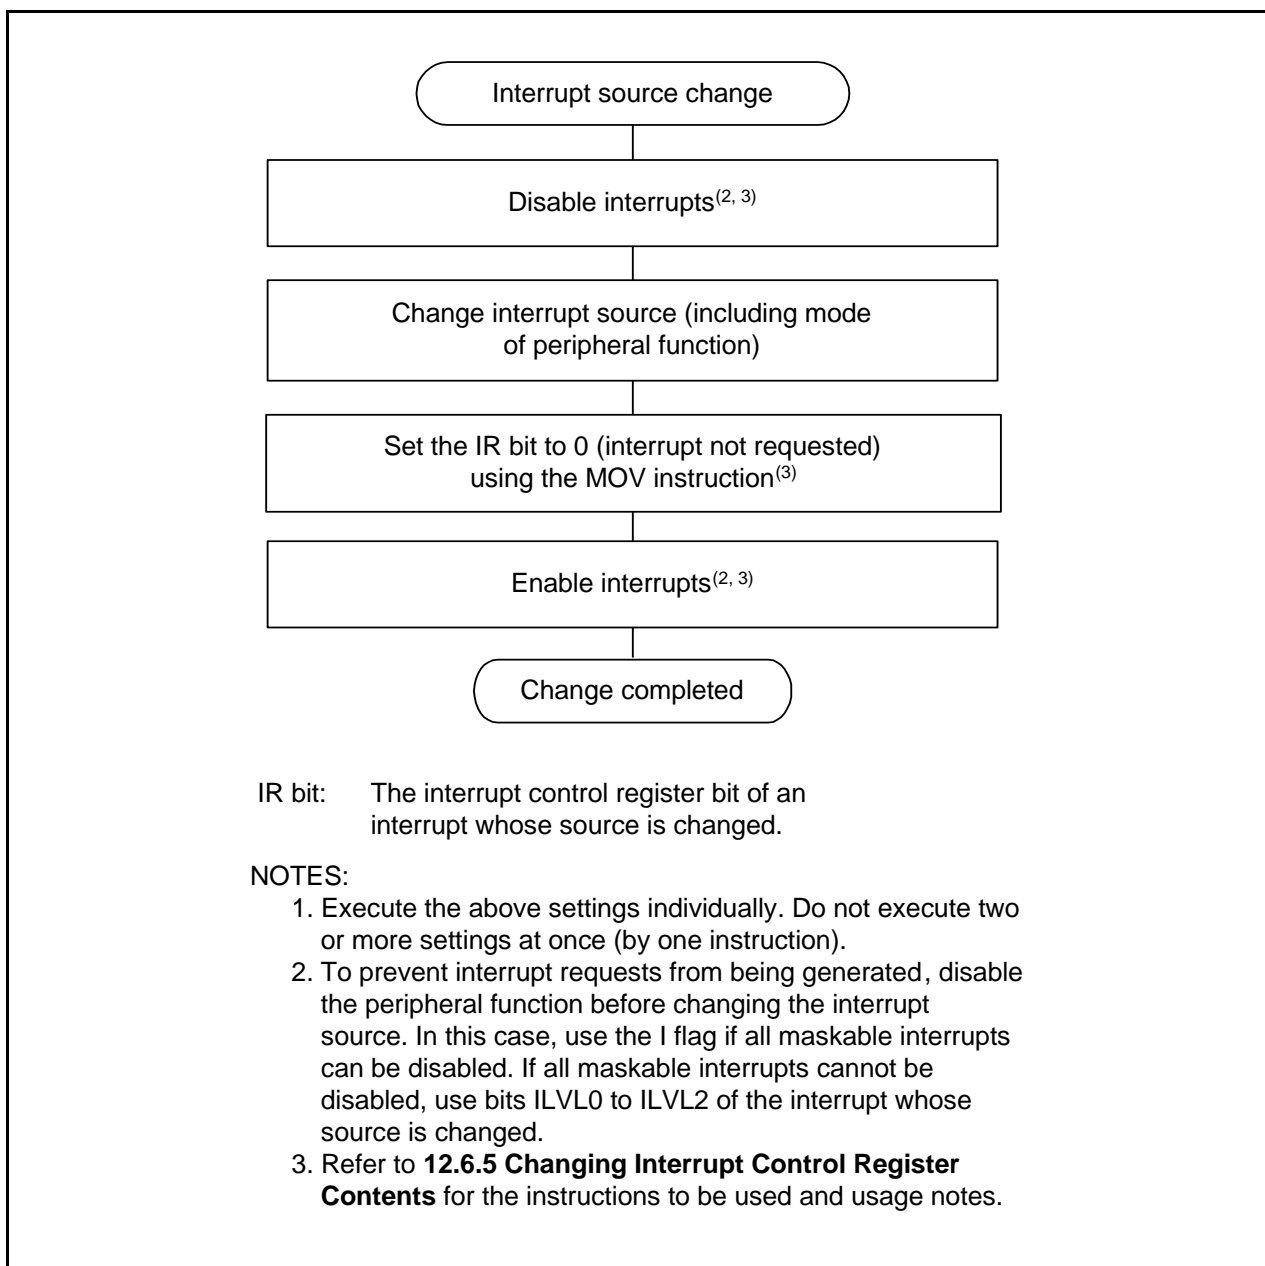 Interrupt source change
Disable interrupts(2, 3)
Change interrupt source (including mode
of peripheral function)
Set the IR bit to 0 (interrupt not requested)
using the MOV instruction(3)
Enable interrupts(2, 3)
Change completed
IR bit: The interrupt control register bit of an
interrupt whose source is changed.
NOTES:
1. Execute the above settings individually. Do not execute two
or more settings at once (by one instruction).
2. To prevent interrupt requests from being generated, disable
the peripheral function before changing the interrupt
source. In this case, use the I flag if all maskable interrupts
can be disabled. If all maskable interrupts cannot be
disabled, use bits ILVL0 to ILVL2 of the interrupt whose
source is changed.
3. Refer to 12.6.5 Changing Interrupt Control Register
Contents for the instructions to be used and usage notes.